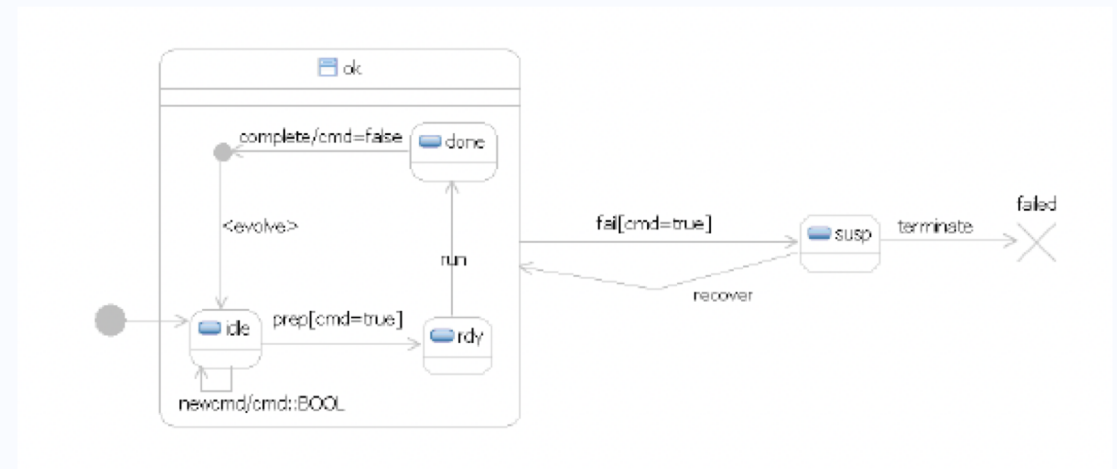 ok
complete/cmd=false
done
<evolve>
run
idle
prep[cmd=true]
rdy
newcmd/cmd::BOOL
fail[cmd=true]
susp
terminate
failed
recover